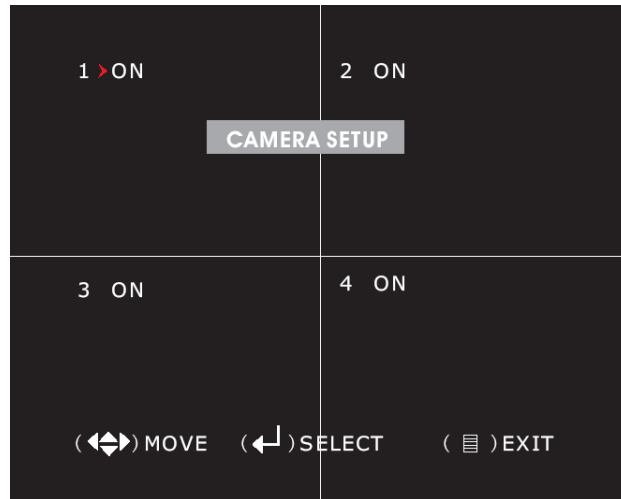 1 ON 2 ON
CAMERA SETUP
3 ON 4 ON
( ) MOVE ( ) SELECT ( ) EXIT